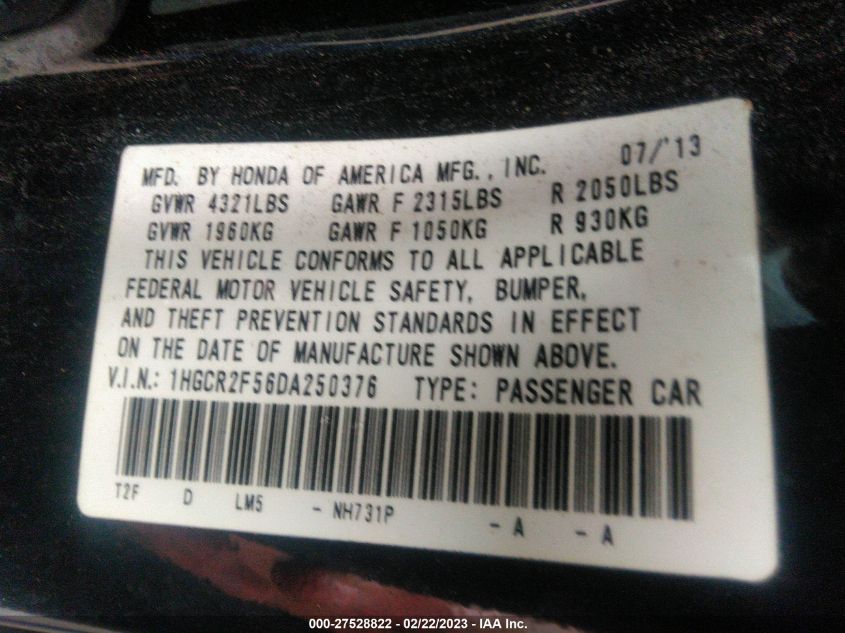 MFD. BY HONDA OF AMERICA MFG., INC. 07/'13
GVWR 4321LBS GAWR F 2315LBS R 2050LBS
GVWR 1960KG GAWR F 1050KG R 930KG
THIS VEHICLE CONFORMS TO ALL APPLICABLE
FEDERAL MOTOR VEHICLE SAFETY, BUMPER,
AND THEFT PREVENTION STANDARDS IN EFFECT
ON THE DATE OF MANUFACTURE SHOWN ABOVE.
V.I.N.: 1HGCR2F56DA250376 TYPE: PASSENGER CAR
T2F D LM5 - NH731P - A - A
000-27528822 - 02/22/2023 - IAA Inc.